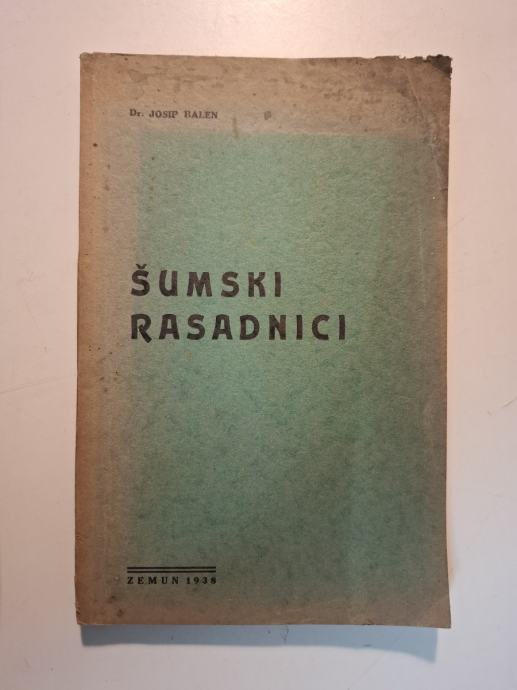 Dr. JOSIP BALEN
ŠUMSKI
RASADNICI
ZEMUN 1938